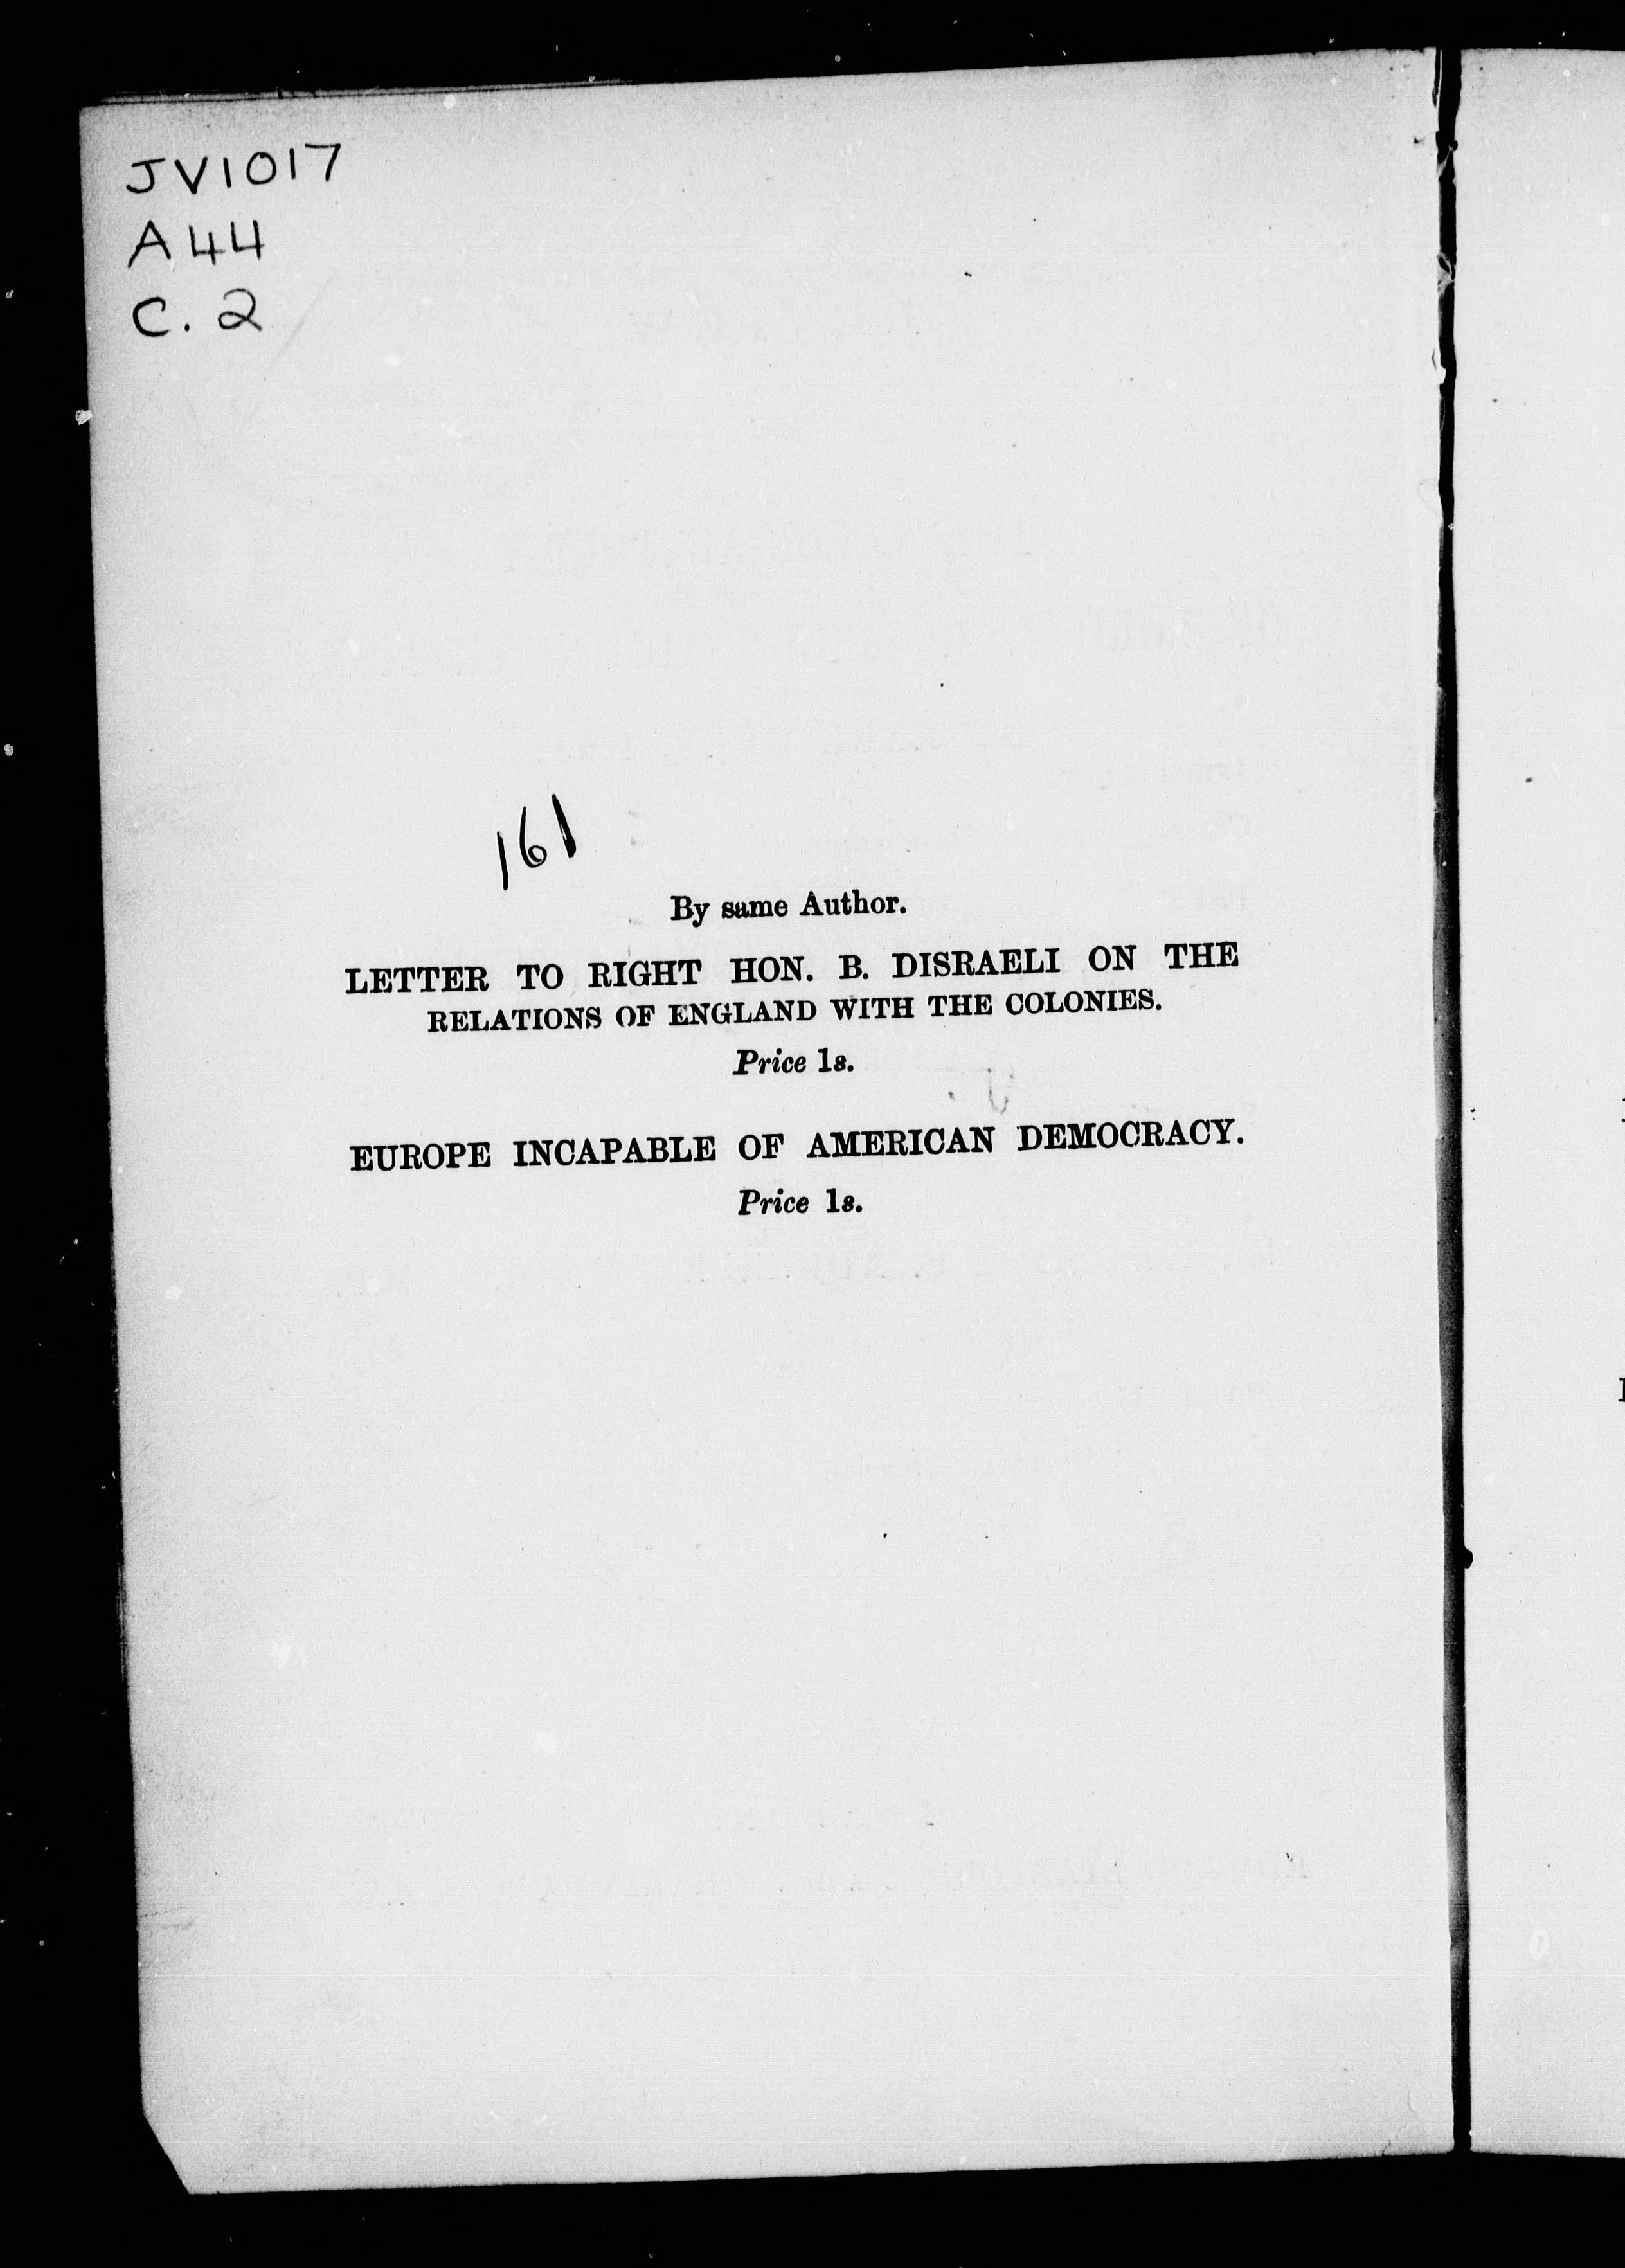 JV1017
A44
C. 2
161
By same Author.
LETTER TO RIGHT HON. B. DISRAELI ON THE
RELATIONS OF ENGLAND WITH THE COLONIES.
Price 1s.
EUROPE INCAPABLE OF AMERICAN DEMOCRACY.
Price 1s.